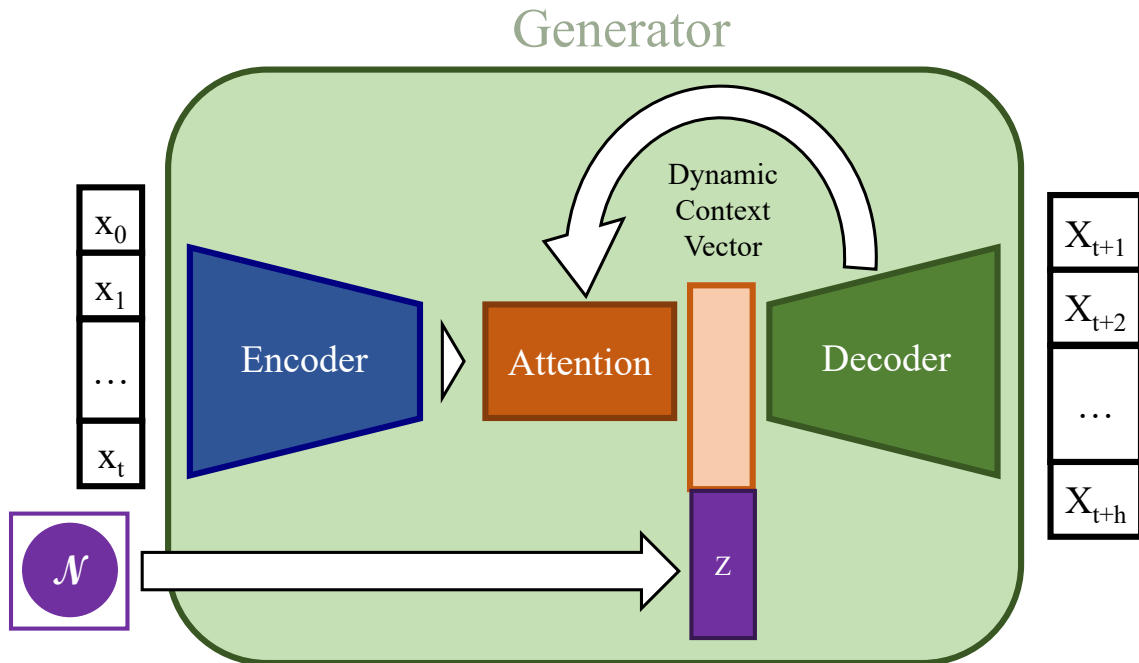 Generator
x₀
x₁
...
xₜ
𝒩
Encoder
Attention
Dynamic
Context
Vector
z
Decoder
Xₜ₊₁
Xₜ₊₂
...
Xₜ₊ₕ